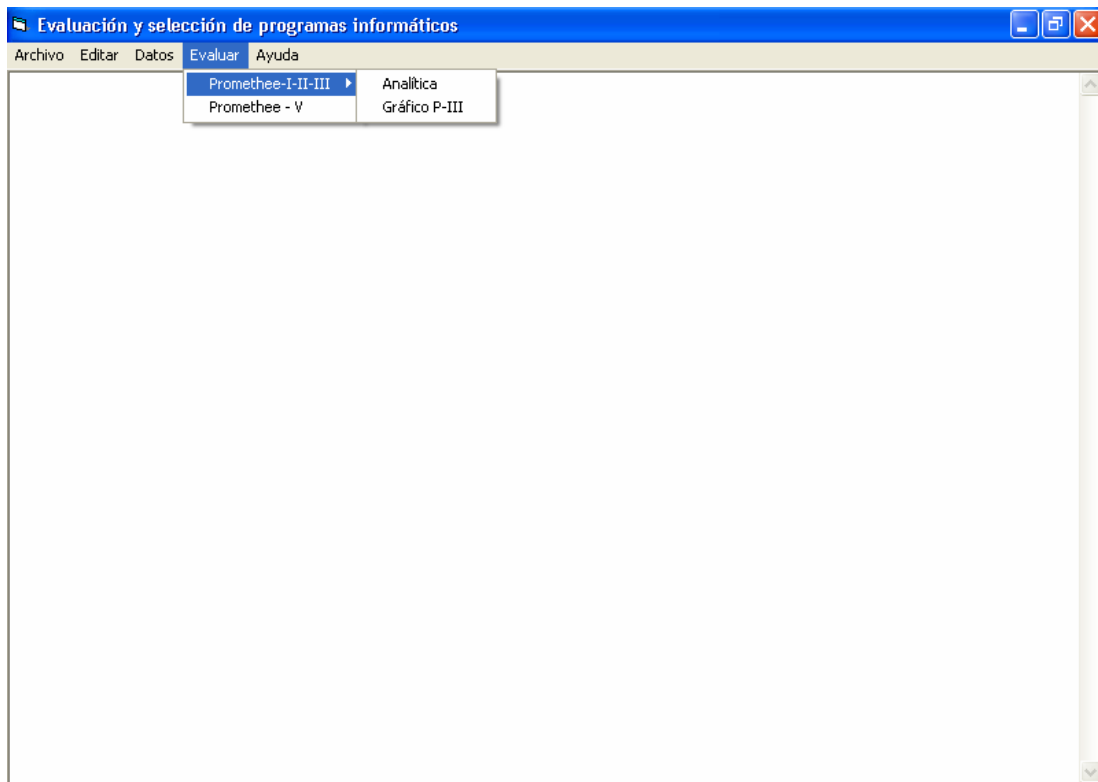 Evaluación y selección de programas informáticos
Archivo Editar Datos Evaluar Ayuda
Promethee-I-II-III Analítica
Promethee - V Gráfico P-III